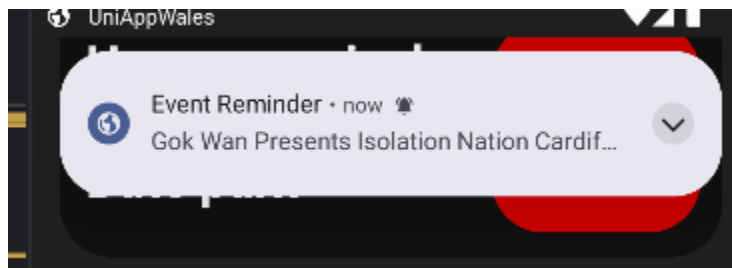 UniAppWales
Event Reminder • now
Gok Wan Presents Isolation Nation Cardif...